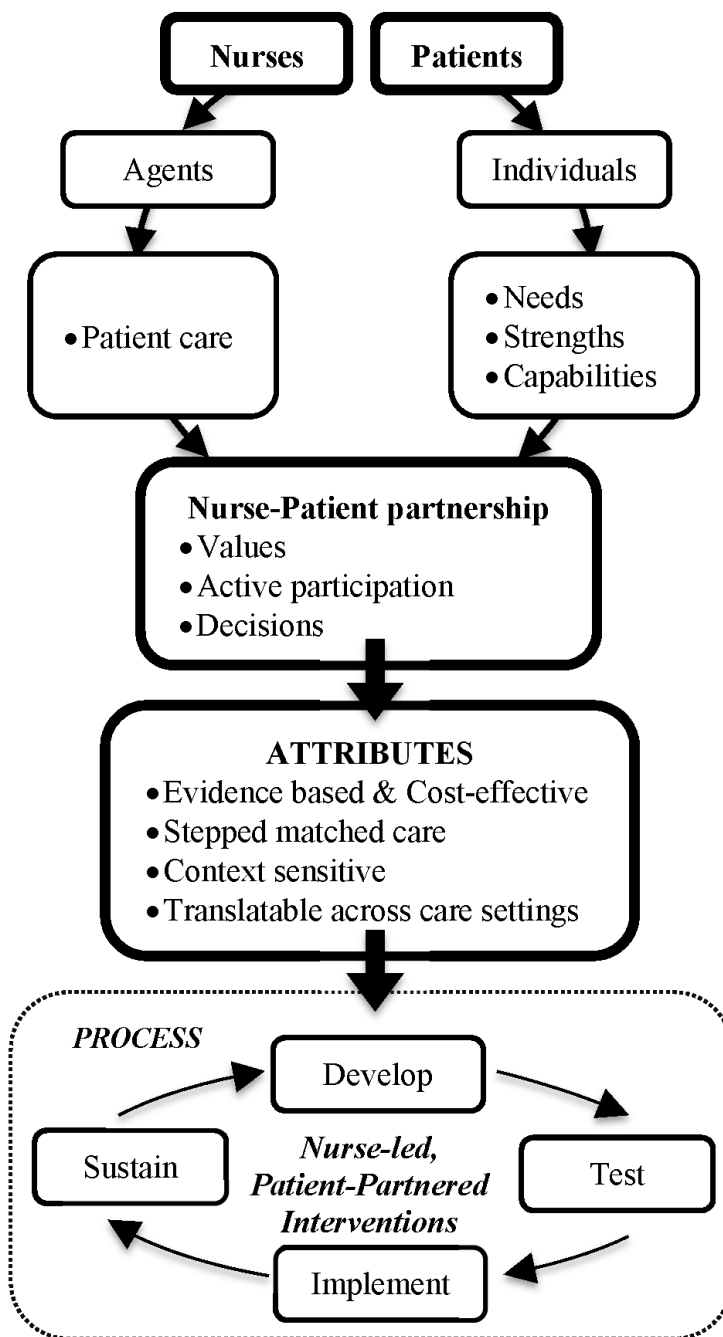 Nurses
Patients
Agents
Individuals
•Patient care
•Needs
•Strengths
•Capabilities
Nurse-Patient partnership
•Values
•Active participation
•Decisions
ATTRIBUTES
•Evidence based & Cost-effective
•Stepped matched care
•Context sensitive
•Translatable across care settings
PROCESS
Develop
Sustain
Nurse-led,
Patient-Partnered
Interventions
Test
Implement